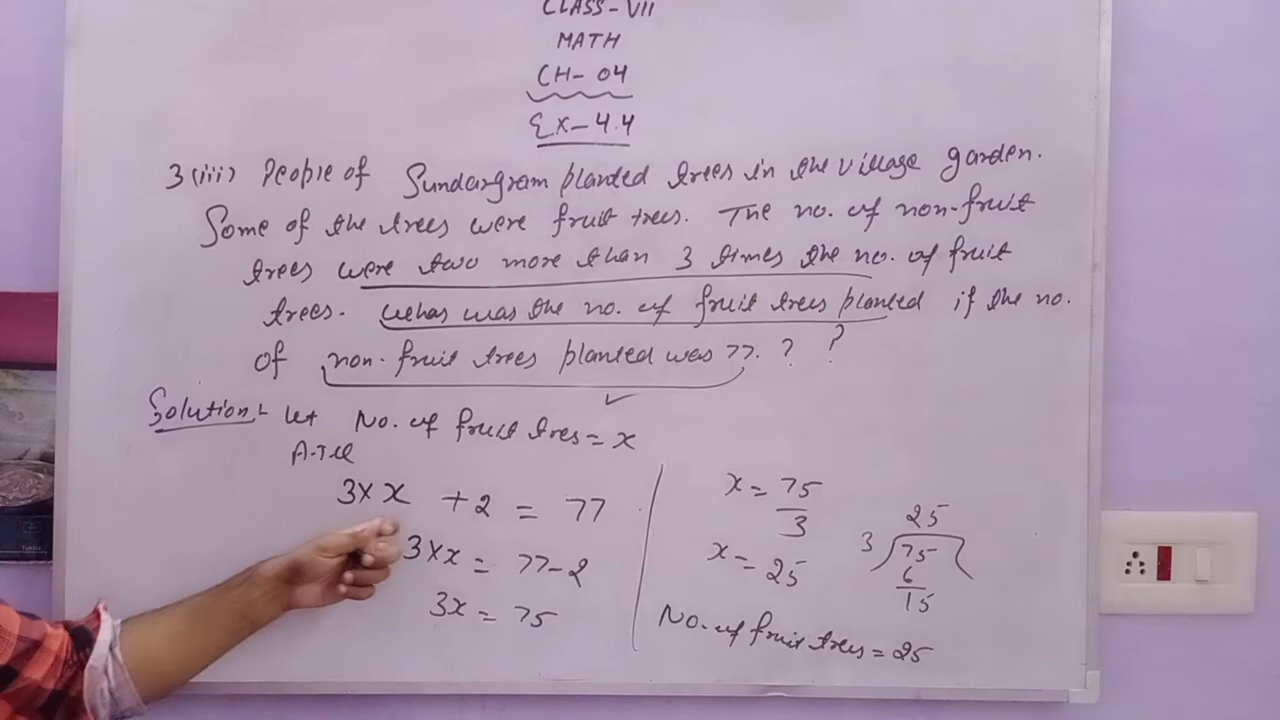 CLASS-VII
MATH
CH-04
Ex-4.4
3(iii) People of Sundargram planted trees in the village garden.
Some of the trees were fruit trees. The no. of non-fruit
trees were two more than 3 times the no. of fruit
trees. Whas was the no. of fruit trees planted if the no.
of non-fruit trees planted was 77. ? ?
Solution:- Let No. of fruit tres = x
A.T.Q
3×x +2 = 77
3×x = 77-2
3x = 75
x = 75
3
x = 25
25
3 75
6
15
No. of fruit trees = 25